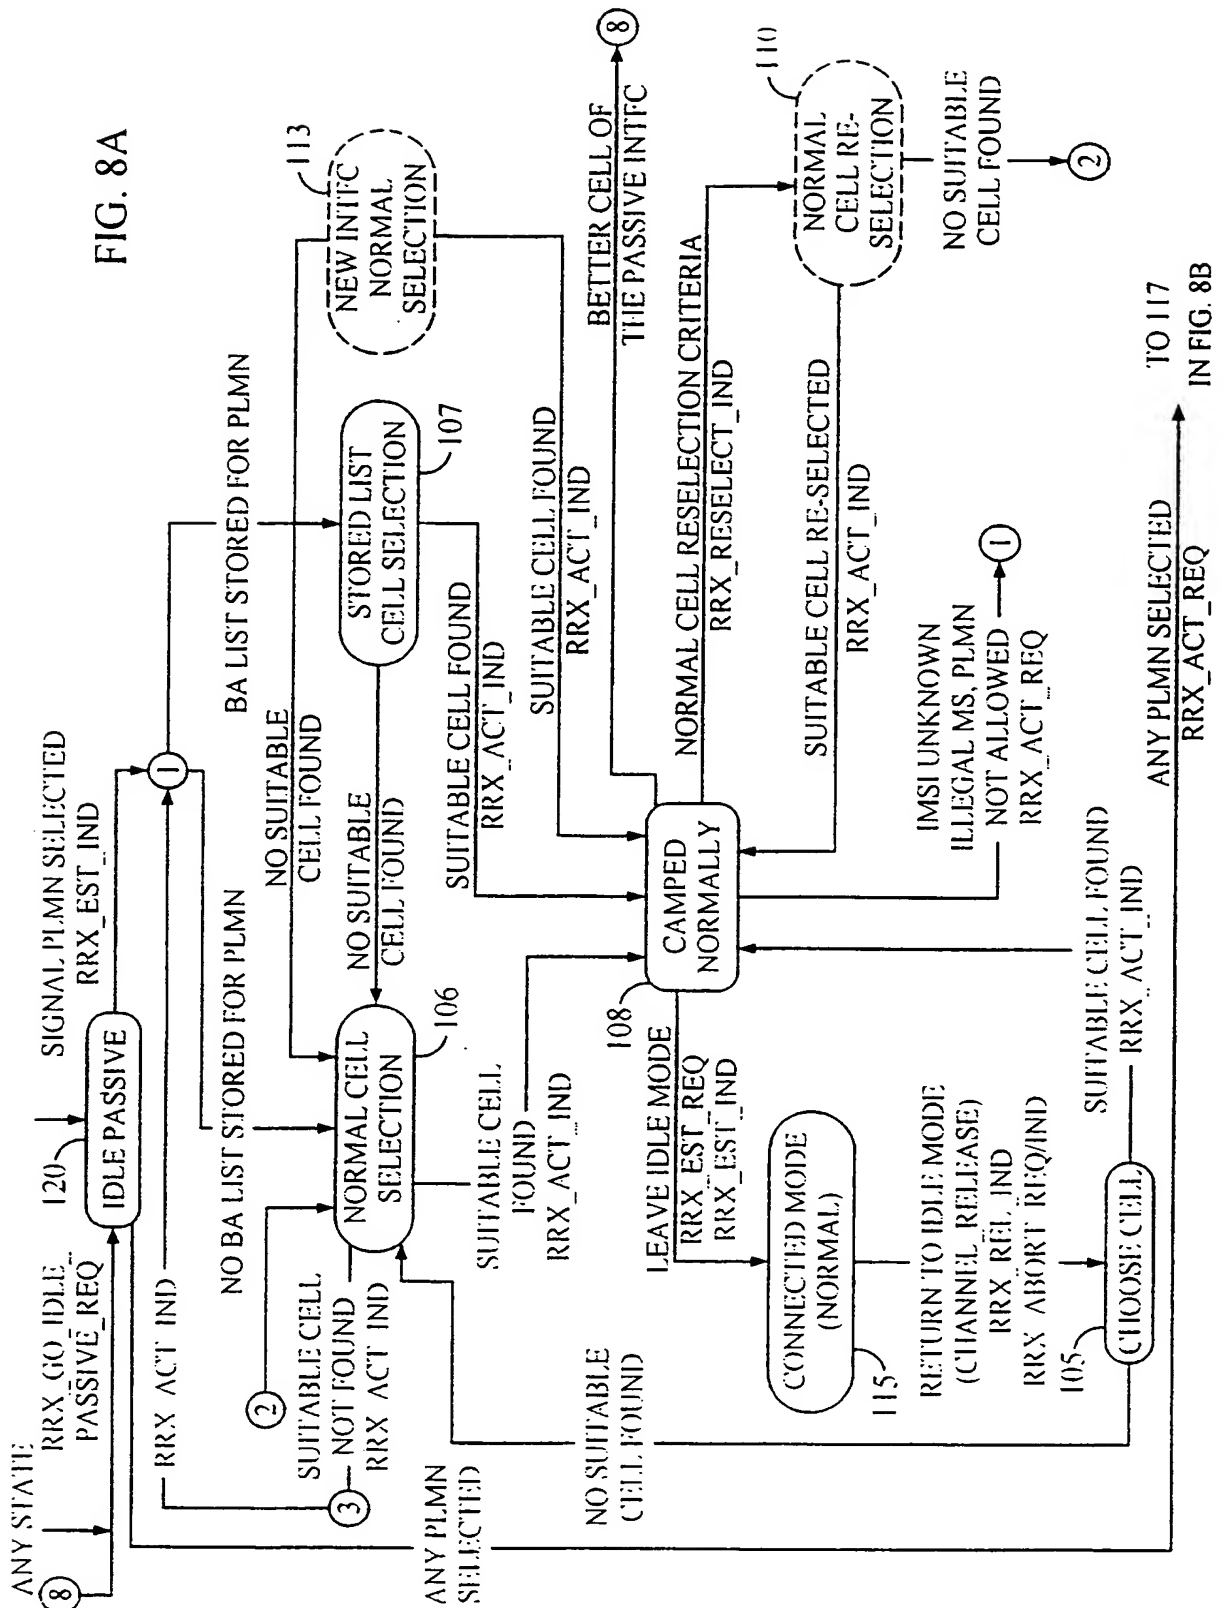 FIG. 8A
ANY STATE
8
RRX_GO_IDLE_
PASSIVE_REQ
120
IDLE PASSIVE
SIGNAL PLMN SELECTED
RRX_EST_IND
RRX_ACT_IND
1
NO BA LIST STORED FOR PLMN
BA LIST STORED FOR PLMN
2
SUITABLE CELL
NOT FOUND
RRX_ACT_IND
3
NORMAL CELL
SELECTION
106
NO SUITABLE
CELL FOUND
NO SUITABLE
CELL FOUND
STORED LIST
CELL SELECTION
107
NEW INTFC
NORMAL
SELECTION
113
ANY PLMN
SELECTED
NO SUITABLE
CELL FOUND
SUITABLE CELL
FOUND
RRX_ACT_IND
SUITABLE CELL FOUND
RRX_ACT_IND
SUITABLE CELL FOUND
RRX_ACT_IND
BETTER CELL OF
THE PASSIVE INTFC
8
LEAVE IDLE MODE
RRX_EST_REQ
RRX_EST_IND
108
CAMPED
NORMALLY
NORMAL CELL RESELECTION CRITERIA
RRX_RESELECT_IND
110
NORMAL
CELL RE-
SELECTION
SUITABLE CELL RE-SELECTED
RRX_ACT_IND
NO SUITABLE
CELL FOUND
2
CONNECTED MODE
(NORMAL)
115
IMSI UNKNOWN
ILLEGAL MS, PLMN
NOT ALLOWED
RRX_ACT_REQ
1
RETURN TO IDLE MODE
(CHANNEL_RELEASE)
RRX_REL_IND
RRX_ABORT_REQ/IND
105
CHOOSE CELL
SUITABLE CELL FOUND
RRX_ACT_IND
ANY PLMN SELECTED
RRX_ACT_REQ
TO 117
IN FIG. 8B